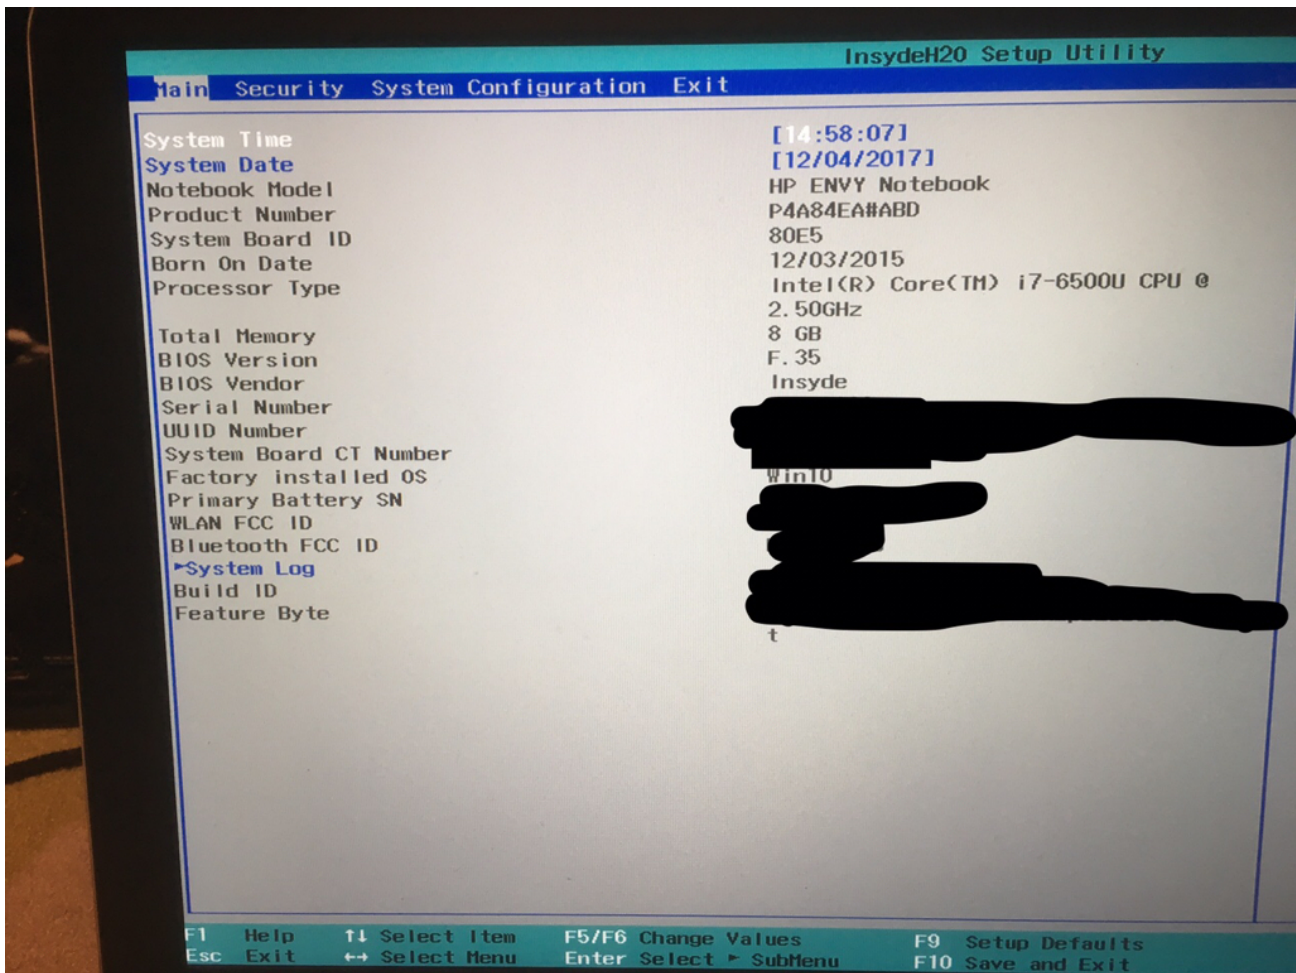 InsydeH20 Setup Utility
Main Security System Configuration Exit
System Time [14:58:07]
System Date [12/04/2017]
Notebook Model HP ENVY Notebook
Product Number P4A84EA#ABD
System Board ID 80E5
Born On Date 12/03/2015
Processor Type Intel(R) Core(TM) i7-6500U CPU @
2.50GHz
Total Memory 8 GB
BIOS Version F.35
BIOS Vendor Insyde
Serial Number
UUID Number
System Board CT Number
Factory installed OS Win10
Primary Battery SN
WLAN FCC ID
Bluetooth FCC ID
►System Log
Build ID
Feature Byte
t
F1 Help ↑↓ Select Item F5/F6 Change Values F9 Setup Defaults
Esc Exit ↔ Select Menu Enter Select ► SubMenu F10 Save and Exit